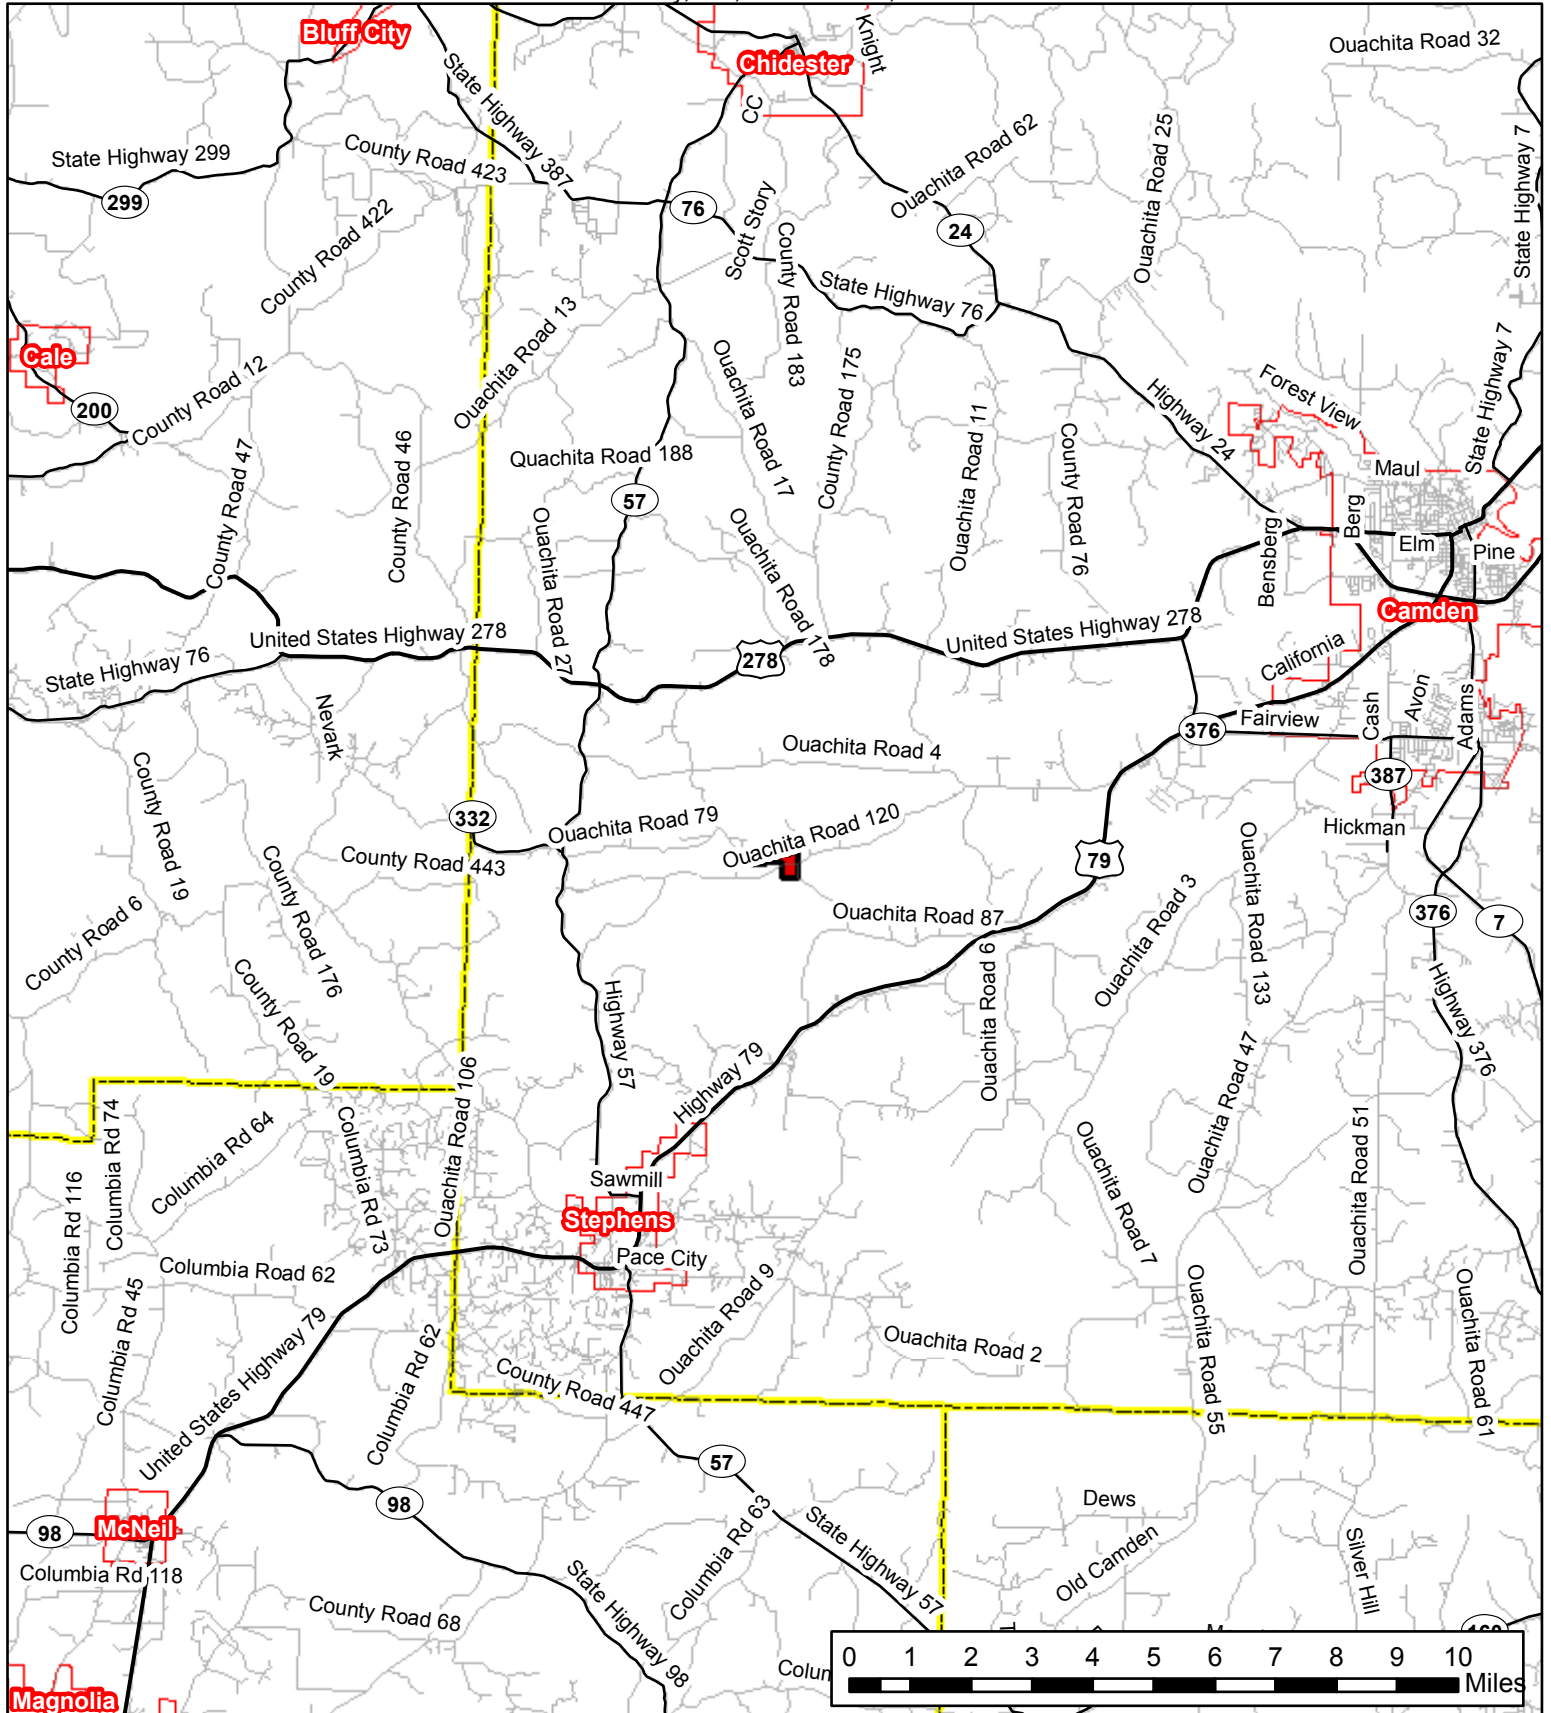 Bluff City
Chidester
Knight
Ouachita Road 32
State Highway 387
CC
State Highway 299
County Road 423
299
76
Ouachita Road 62
Ouachita Road 25
State Highway 7
County Road 422
Scott Story
County Road 183
24
State Highway 76
Cale
200
County Road 12
Ouachita Road 13
Ouachita Road 17
County Road 175
Ouachita Road 11
Highway 24
Forest View
State Highway 7
County Road 47
County Road 46
Quachita Road 188
57
County Road 76
Maul
Bensberg
Berg
Elm
Pine
Ouachita Road 27
Ouachita Road 178
Camden
United States Highway 278
278
United States Highway 278
State Highway 76
California
Newark
376
Fairview
Cash
Avon
Adams
Ouachita Road 4
387
County Road 19
332
Ouachita Road 79
Ouachita Road 120
Hickman
County Road 443
79
Ouachita Road 133
County Road 6
County Road 176
Ouachita Road 87
Ouachita Road 3
376
7
County Road 19
Highway 57
Ouachita Road 6
Highway 376
Highway 79
Ouachita Road 106
Columbia Rd 74
Columbia Rd 64
Columbia Rd 73
Ouachita Road 47
Ouachita Road 51
Ouachita Road 7
Columbia Rd 116
Sawmill
Stephens
Pace City
Columbia Road 62
Columbia Rd 45
Ouachita Road 9
Ouachita Road 55
Ouachita Road 61
United States Highway 79
Columbia Rd 62
Ouachita Road 2
County Road 447
57
98
98
McNeil
Columbia Rd 118
Columbia Rd 63
State Highway 57
Dews
Old Camden
Silver Hill
County Road 68
State Highway 98
Magnolia
0 1 2 3 4 5 6 7 8 9 10
Miles